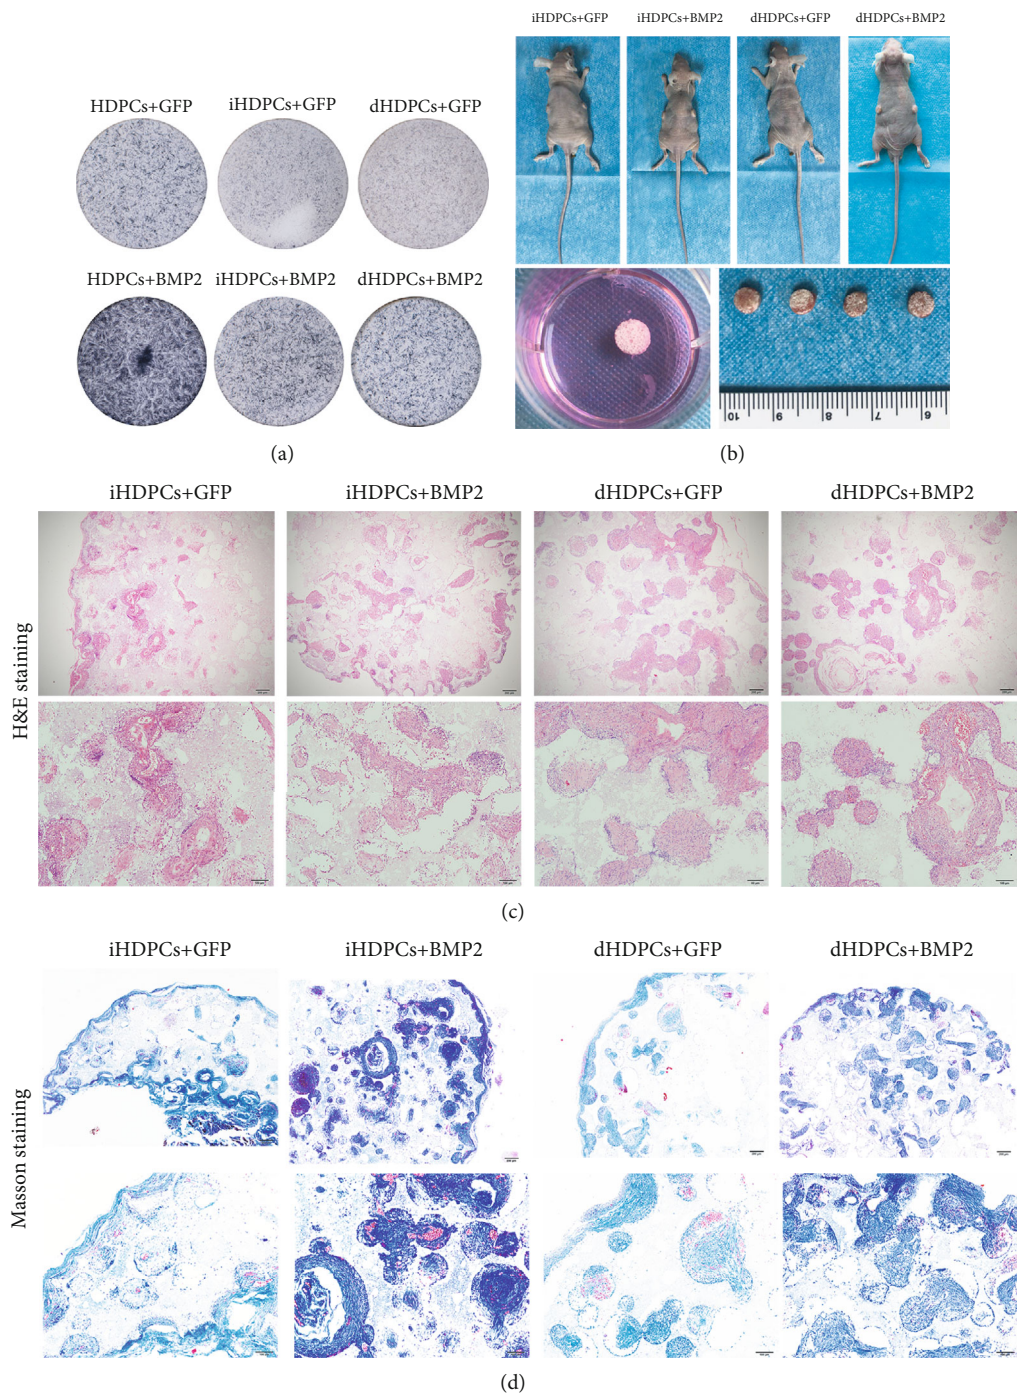 iHDPCs+GFP iHDPCs+BMP2 dHDPCs+GFP dHDPCs+BMP2
HDPCs+GFP iHDPCs+GFP dHDPCs+GFP
HDPCs+BMP2 iHDPCs+BMP2 dHDPCs+BMP2
10 9 8 7 6
(a) (b)
iHDPCs+GFP iHDPCs+BMP2 dHDPCs+GFP dHDPCs+BMP2
H&E staining
(c)
iHDPCs+GFP iHDPCs+BMP2 dHDPCs+GFP dHDPCs+BMP2
Masson staining
(d)